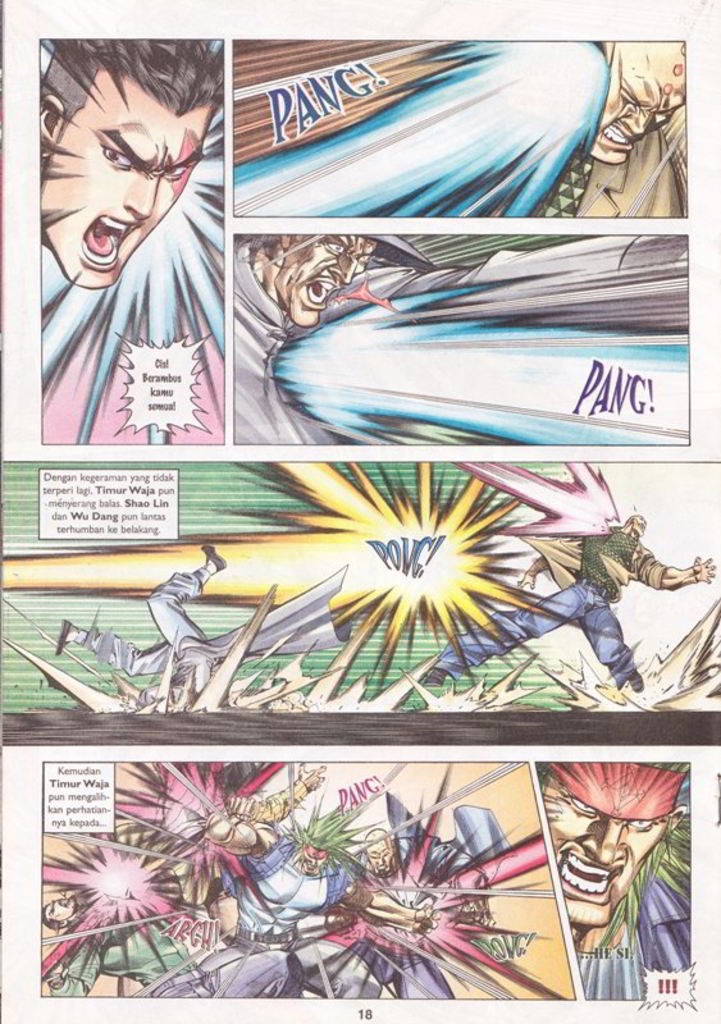 PANG!
Cis!
Berambus
kamu
semua!
PANG!
Dengan kegeraman yang tidak
terperi lagi, Timur Waja pun
menyerang balas. Shao Lin
dan Wu Dang pun lantas
terhumban ke belakang.
POWC!
Kemudian
Timur Waja
pun mengalih-
kan perhatian-
nya kepada...
PANG!
ARGH!
POWC!
...HE SI.
!!!
18